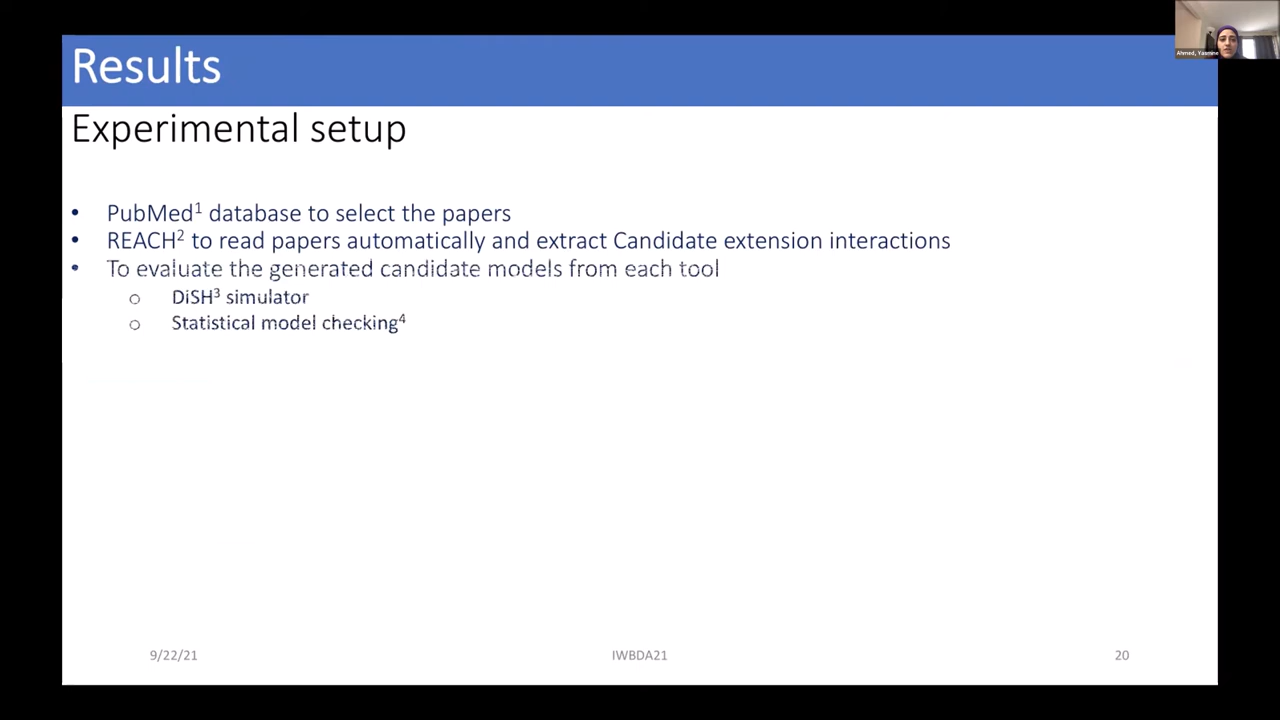 Results
Ahmed, Yasmine
Experimental setup
• PubMed¹ database to select the papers
• REACH² to read papers automatically and extract Candidate extension interactions
• To evaluate the generated candidate models from each tool
o DiSH³ simulator
o Statistical model checking⁴
9/22/21 IWBDA21 20